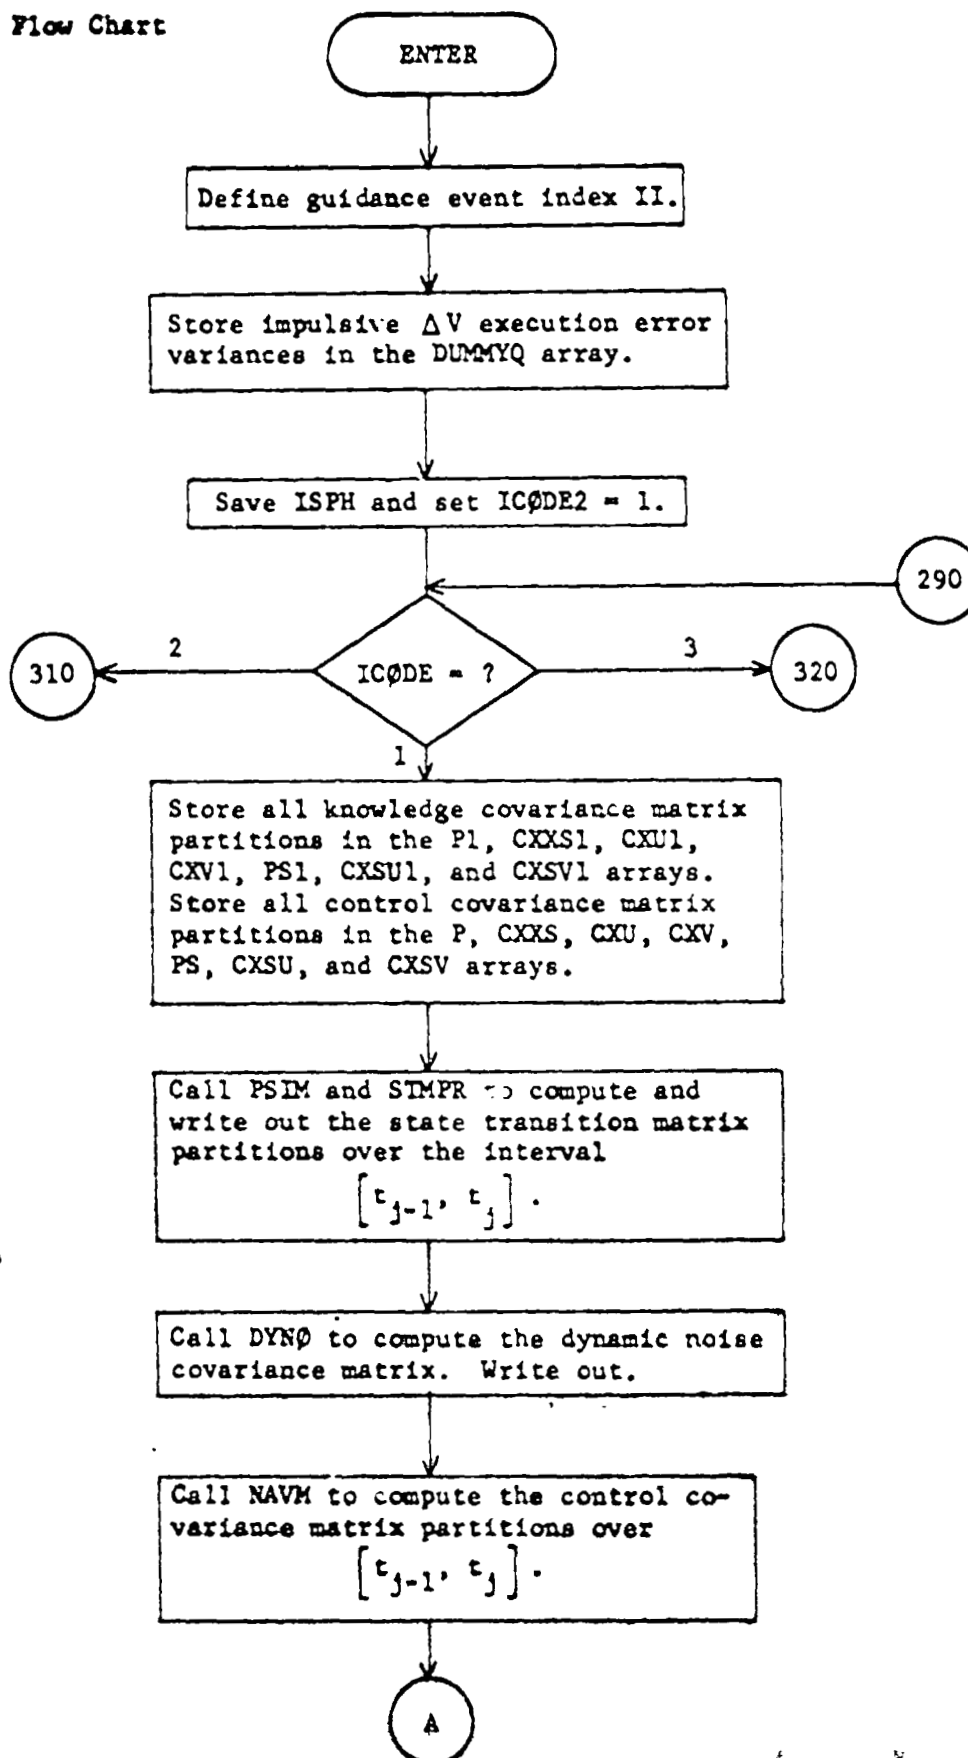 Flow Chart
ENTER
Define guidance event index II.
Store impulsive ΔV execution error
variances in the DUMMYQ array.
Save ISPH and set ICØDE2 = 1.
290
310
2
ICØDE = ?
3
320
1
Store all knowledge covariance matrix
partitions in the P1, CXXS1, CXU1,
CXV1, PS1, CXSU1, and CXSV1 arrays.
Store all control covariance matrix
partitions in the P, CXXS, CXU, CXV,
PS, CXSU, and CXSV arrays.
Call PSIM and STMPR to compute and
write out the state transition matrix
partitions over the interval
[t_{j-1}, t_j].
Call DYNØ to compute the dynamic noise
covariance matrix. Write out.
Call NAVM to compute the control co-
variance matrix partitions over
[t_{j-1}, t_j].
A